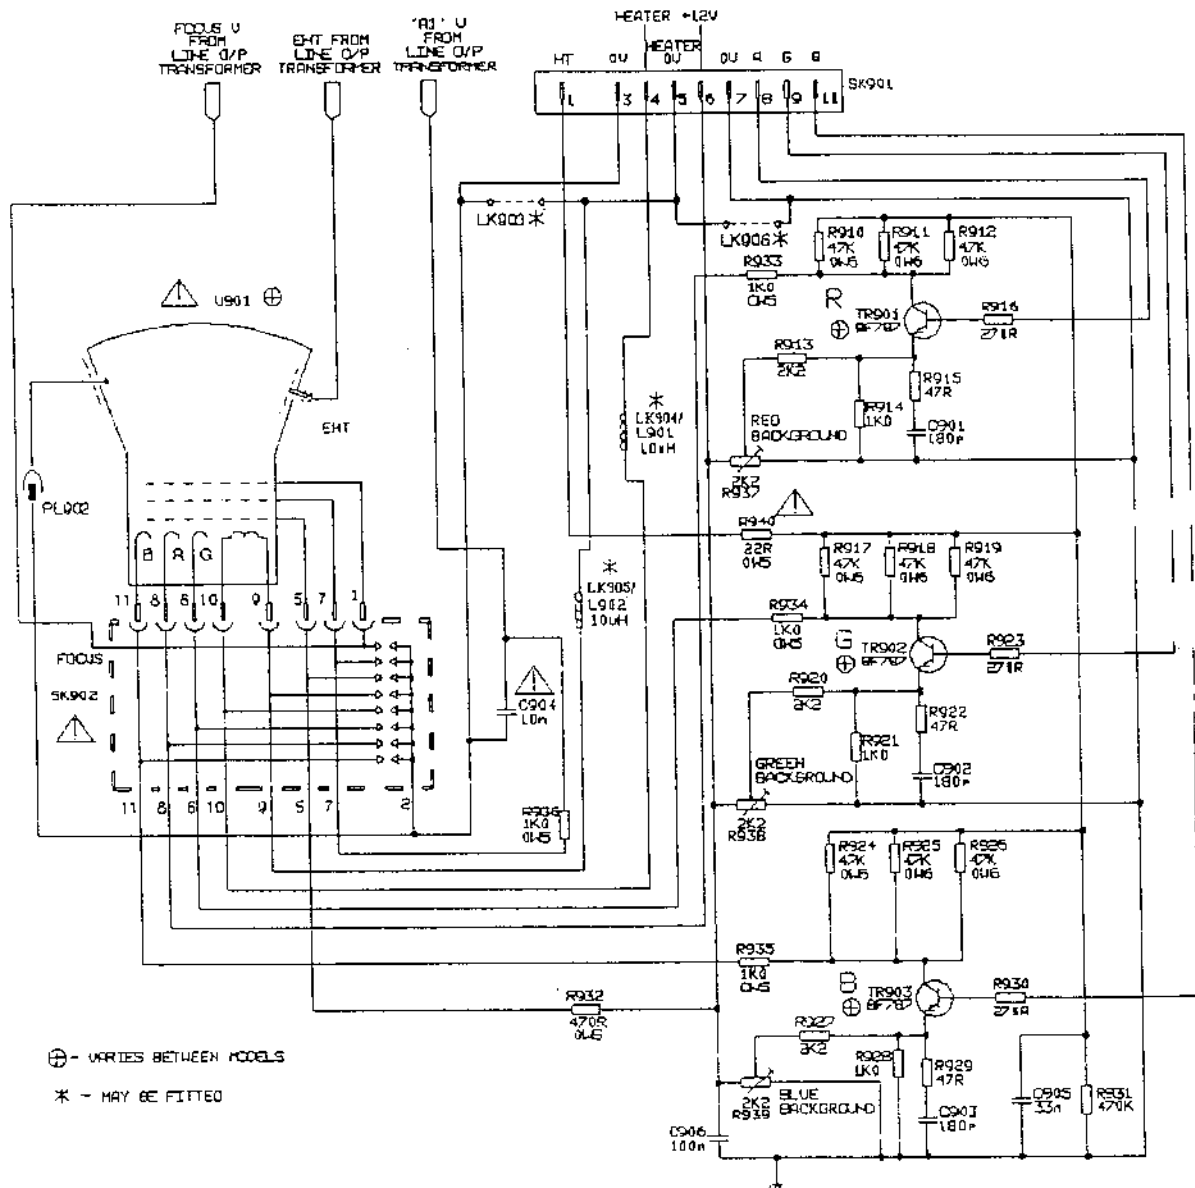 HEATER +12V
FOCUS V
FROM
LINE O/P
TRANSFORMER
EHT FROM
LINE O/P
TRANSFORMER
'A1' V
FROM
LINE O/P
TRANSFORMER
HEATER
HT 0V 0V 0V R G B
SK901
1 3 4 5 6 7 8 9 11
LK903 *
LK906 *
R910
47K
0W6
R911
47K
0W6
R912
47K
0W6
R933
1K0
0W5
V901
R
TR901
BF787
R916
R913
2K2
R915
47R
R914
1K0
C901
180p
EHT
*
LK904/
L901
10uH
RED
BACKGROUND
2K2
R937
PL902
R940
22R
0W5
R917
47K
0W6
R918
47K
0W6
R919
47K
0W6
B R G
*
LK905/
L902
10uH
11 8 6 10 9 5 7 1
R934
1K0
0W5
G
TR902
BF787
R923
FOCUS
SK902
C904
10n
R920
2K2
R922
47R
R921
1K0
GREEN
BACKGROUND
C902
180p
2K2
R938
11 8 6 10 9 5 7 2
R936
1K0
0W5
R924
47K
0W6
R925
47K
0W6
47K
0W6
R935
1K0
0W5
B
TR903
BF787
R930
R932
470R
0W6
R927
2K2
R928
1K0
R929
47R
⊕ - VARIES BETWEEN MODELS
* - MAY BE FITTED
2K2
R939
BLUE
BACKGROUND
C903
180p
C905
33n
R931
470K
C906
100n